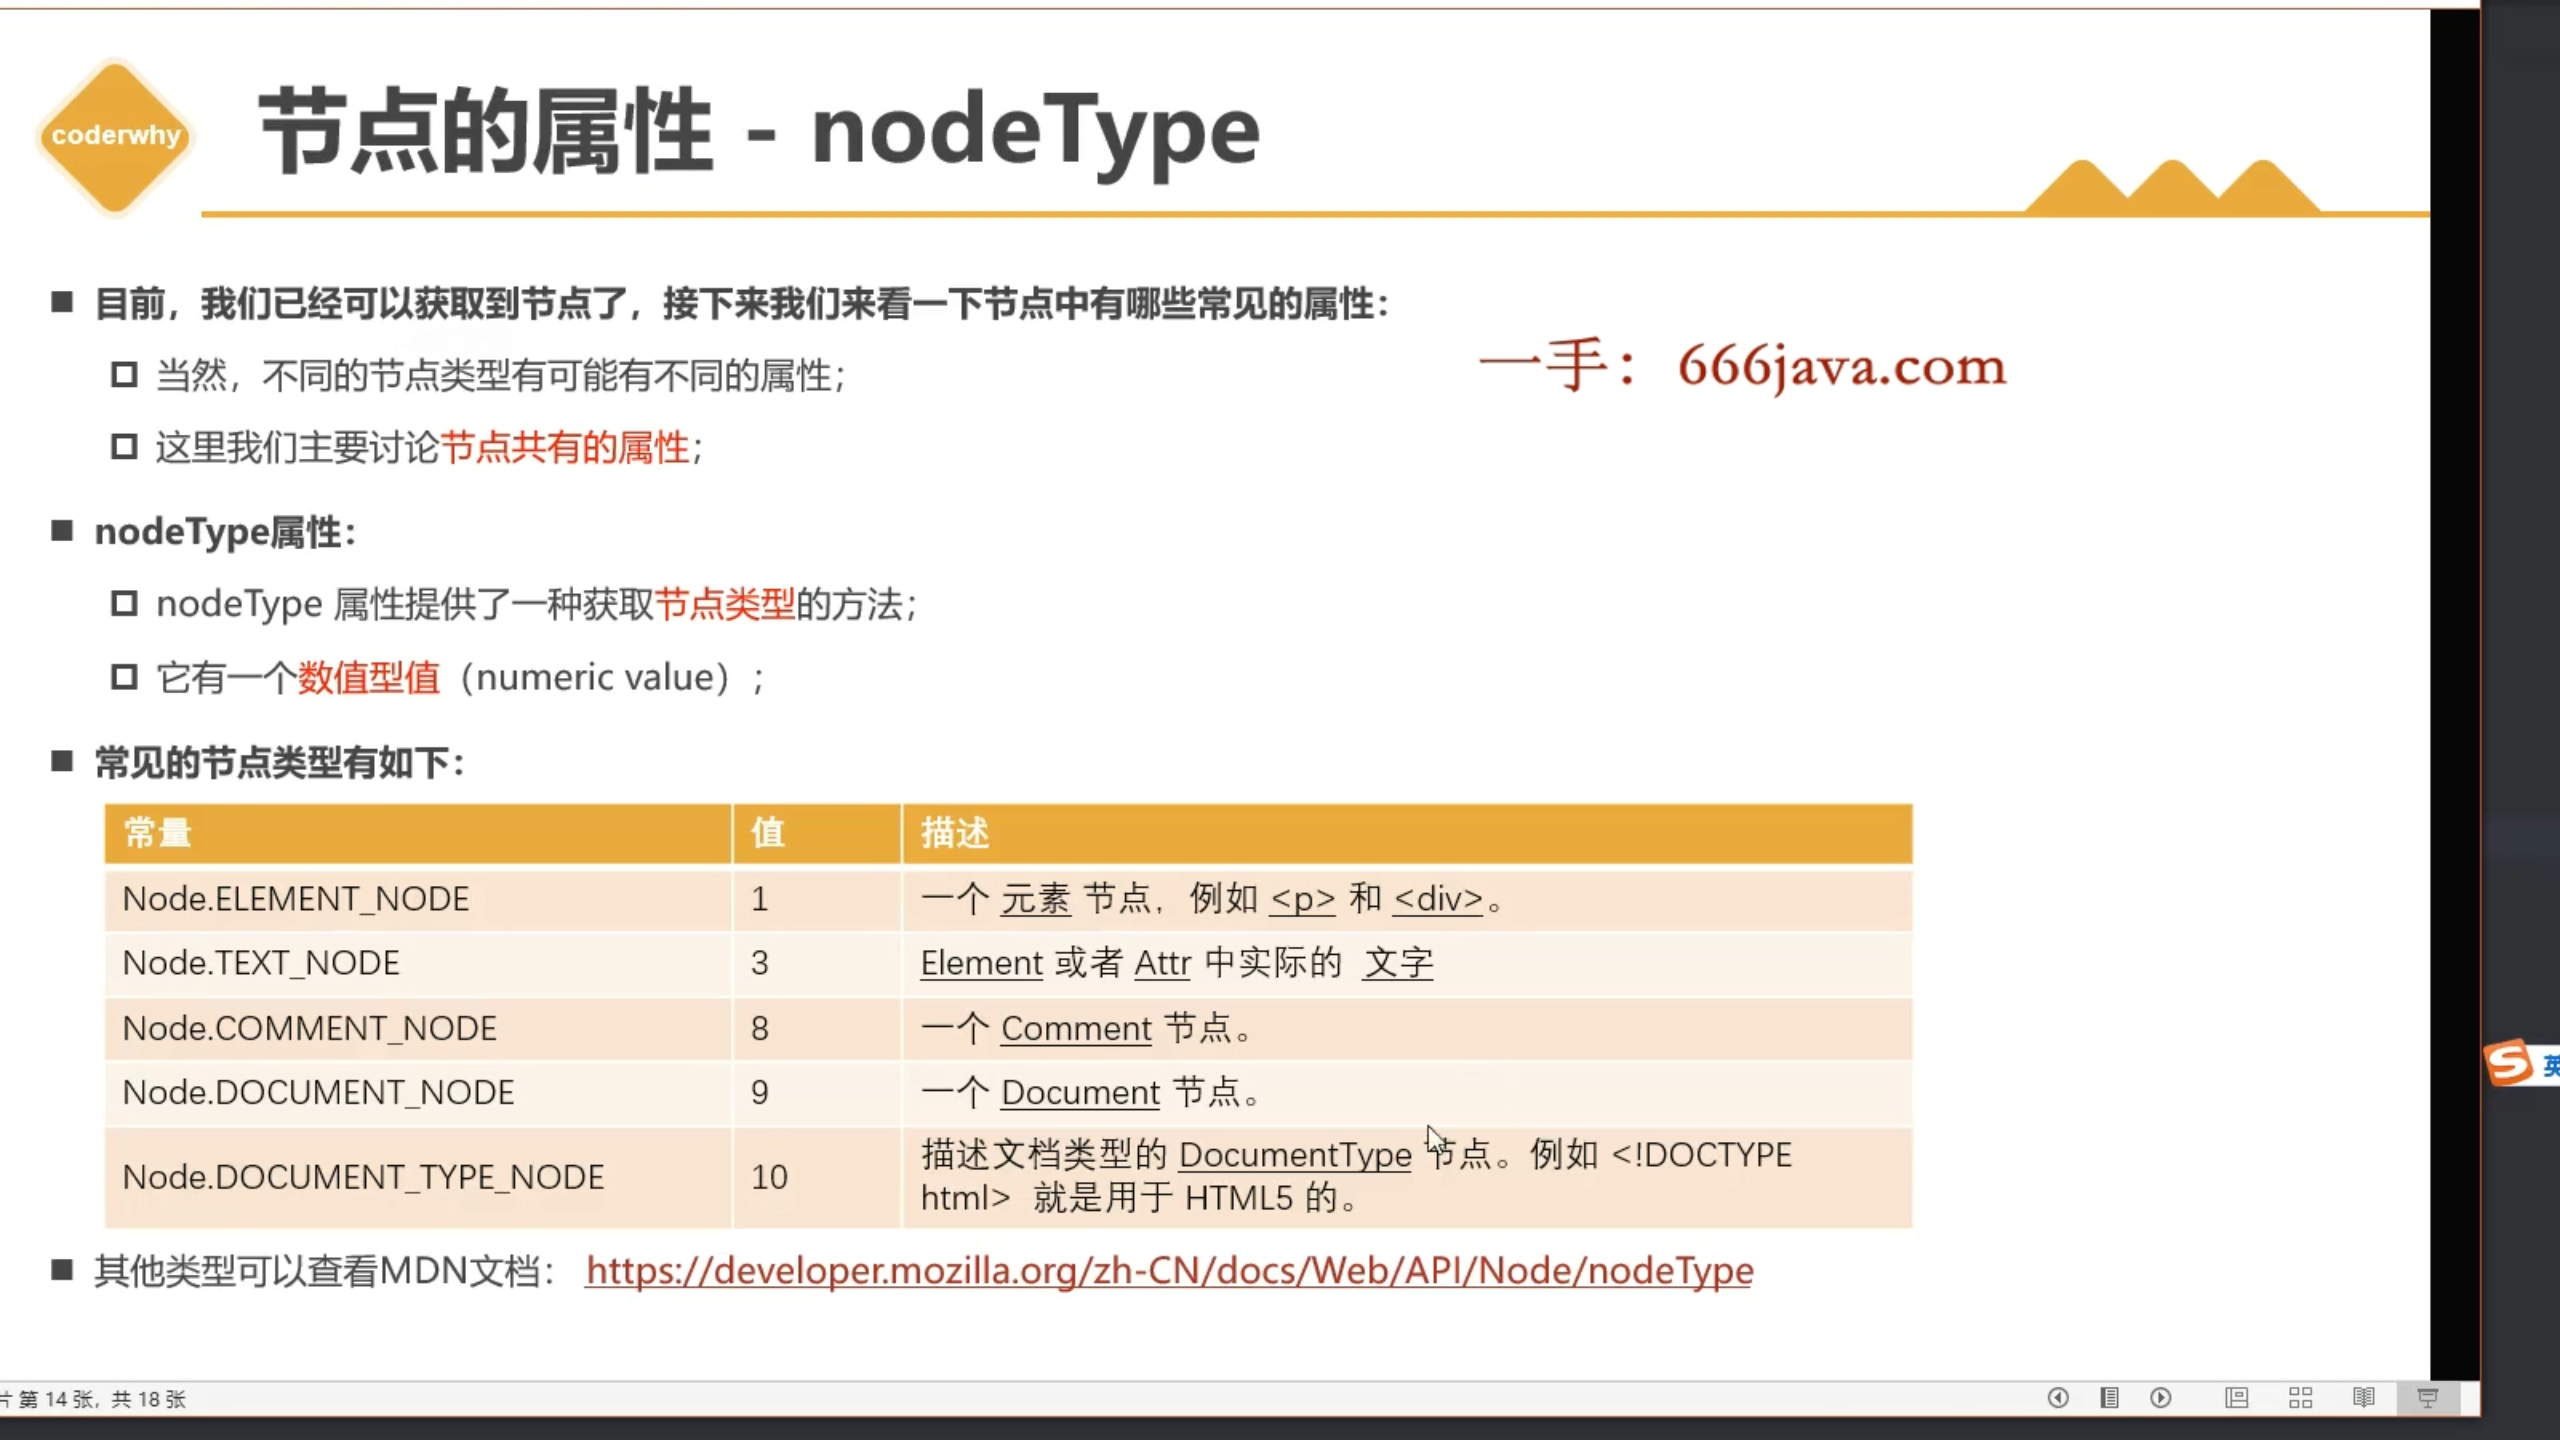 coderwhy
节点的属性 - nodeType
目前，我们已经可以获取到节点了，接下来我们来看一下节点中有哪些常见的属性：
当然，不同的节点类型有可能有不同的属性；
一手：666java.com
这里我们主要讨论节点共有的属性；
nodeType属性：
nodeType 属性提供了一种获取节点类型的方法；
它有一个数值型值（numeric value）；
常见的节点类型有如下：
常量 值 描述
Node.ELEMENT_NODE 1 一个 元素 节点，例如 <p> 和 <div>。
Node.TEXT_NODE 3 Element 或者 Attr 中实际的 文字
Node.COMMENT_NODE 8 一个 Comment 节点。
Node.DOCUMENT_NODE 9 一个 Document 节点。
Node.DOCUMENT_TYPE_NODE 10 描述文档类型的 DocumentType 节点。例如 <!DOCTYPE
html> 就是用于 HTML5 的。
其他类型可以查看MDN文档： https://developer.mozilla.org/zh-CN/docs/Web/API/Node/nodeType
片 第 14 张，共 18 张
英